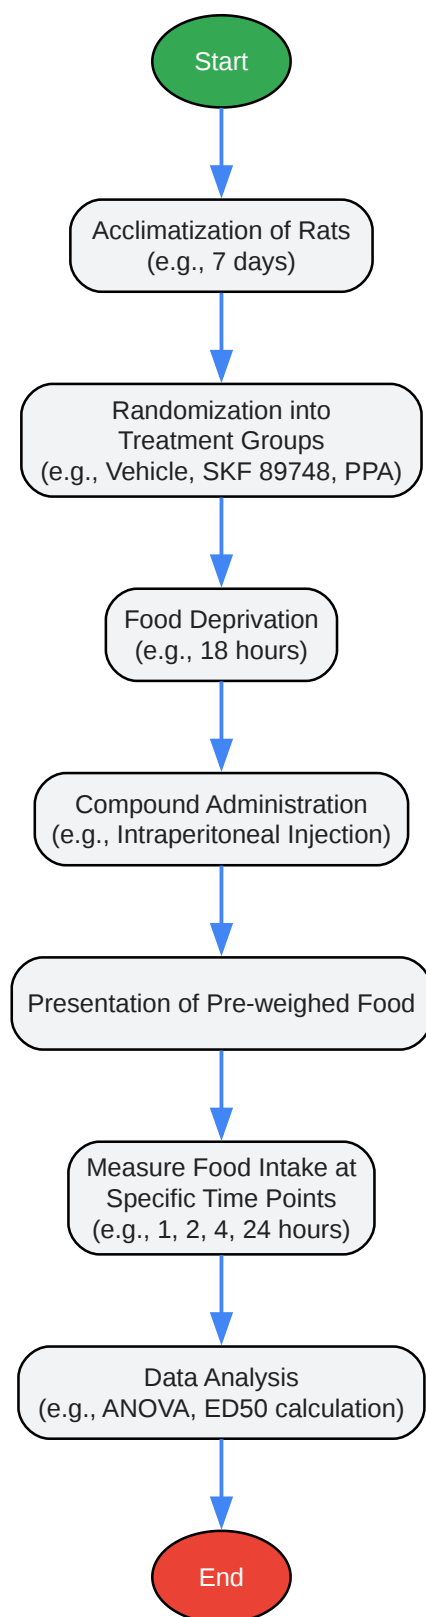 Start
Acclimatization of Rats
(e.g., 7 days)
Randomization into
Treatment Groups
(e.g., Vehicle, SKF 89748, PPA)
Food Deprivation
(e.g., 18 hours)
Compound Administration
(e.g., Intraperitoneal Injection)
Presentation of Pre-weighed Food
Measure Food Intake at
Specific Time Points
(e.g., 1, 2, 4, 24 hours)
Data Analysis
(e.g., ANOVA, ED50 calculation)
End